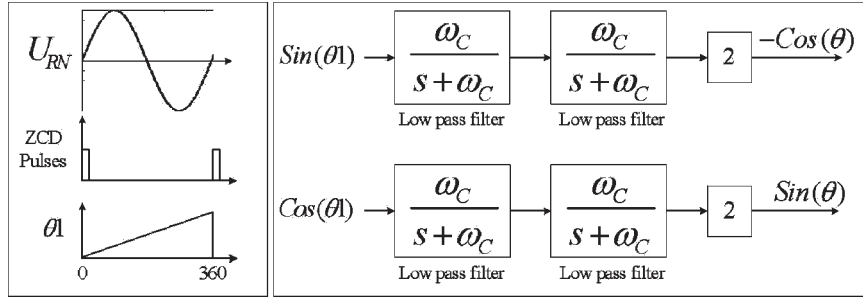 U_RN
ZCD
Pulses
θ1
0 360
Sin(θ1)
ω_C
s + ω_C
Low pass filter
ω_C
s + ω_C
Low pass filter
2
−Cos(θ)
Cos(θ1)
ω_C
s + ω_C
Low pass filter
ω_C
s + ω_C
Low pass filter
2
Sin(θ)